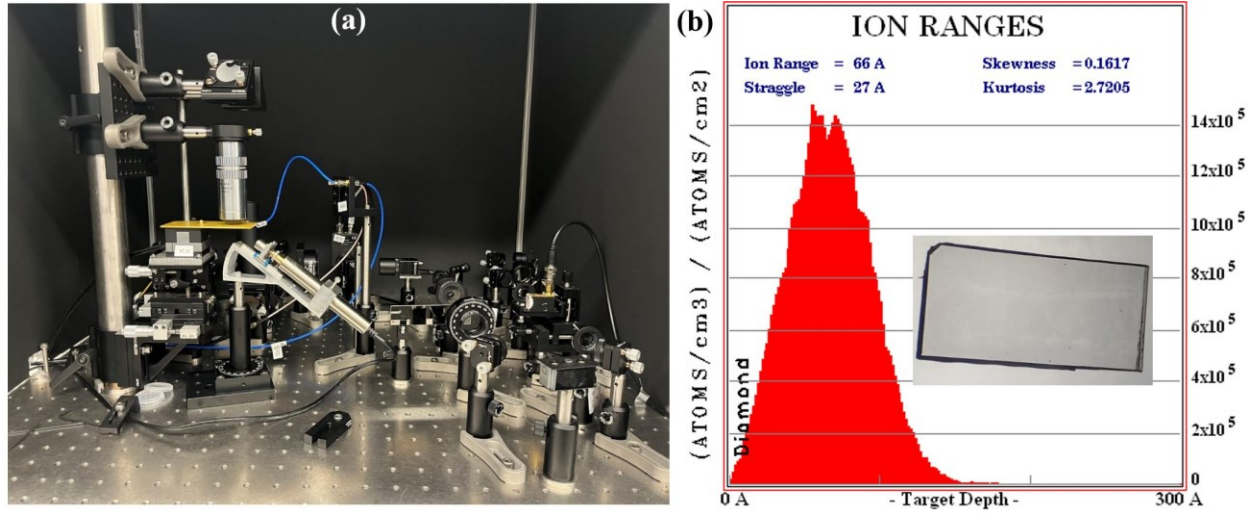 (a)
(b)
ION RANGES
Ion Range = 66 A
Skewness = 0.1617
Straggle = 27 A
Kurtosis = 2.7205
(ATOMS/cm3) / (ATOMS/cm2)
14x10 5
12x10 5
10x10 5
8x10 5
6x10 5
4x10 5
2x10 5
0
Diamond
0 A
- Target Depth -
300 A